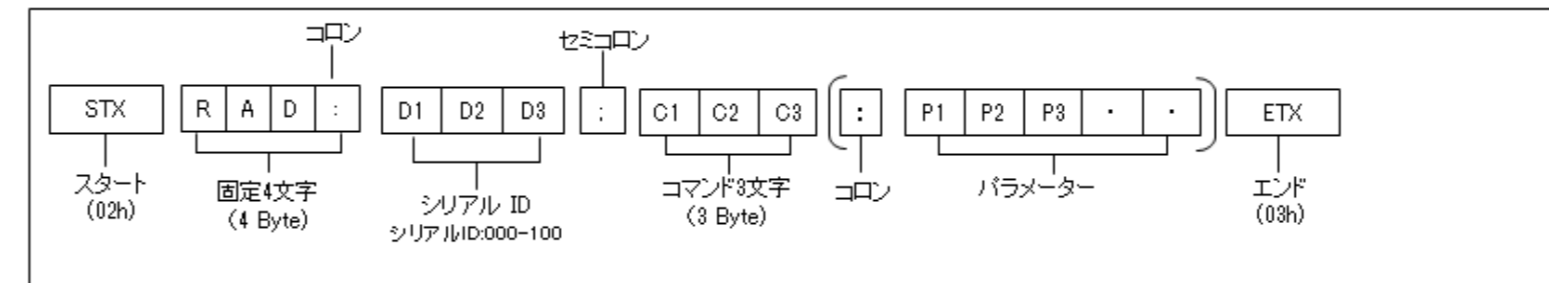 コロン
セミコロン
STX R A D : D1 D2 D3 ; C1 C2 C3 ( : P1 P2 P3 ・ ・ ) ETX
スタート
(02h)
固定4文字
(4 Byte)
シリアル ID
シリアルID:000-100
コマンド3文字
(3 Byte)
コロン
パラメーター
エンド
(03h)